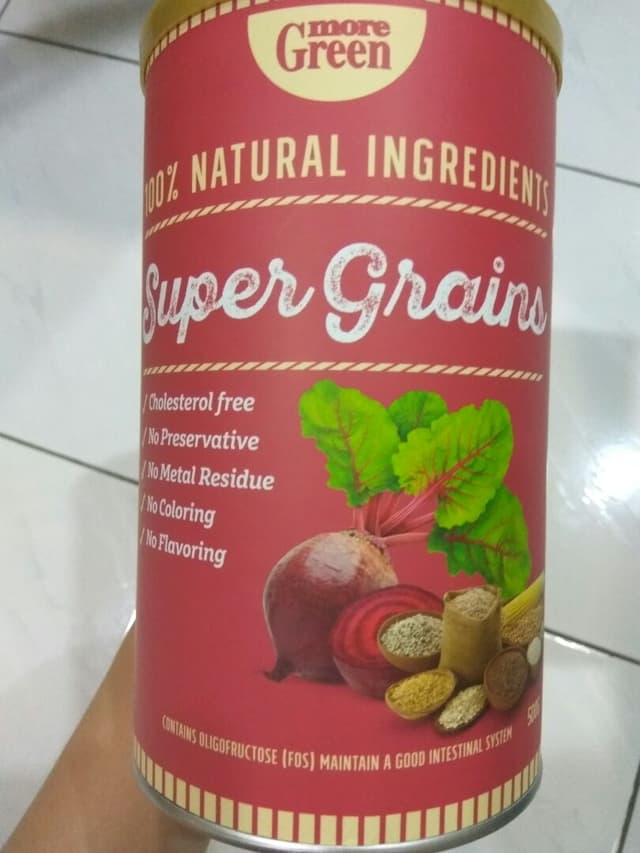 more
Green
100% NATURAL INGREDIENTS
Super Grains
/ Cholesterol free
/ No Preservative
/ No Metal Residue
/ No Coloring
/ No Flavoring
CONTAINS OLIGOFRUCTOSE (FOS) MAINTAIN A GOOD INTESTINAL SYSTEM